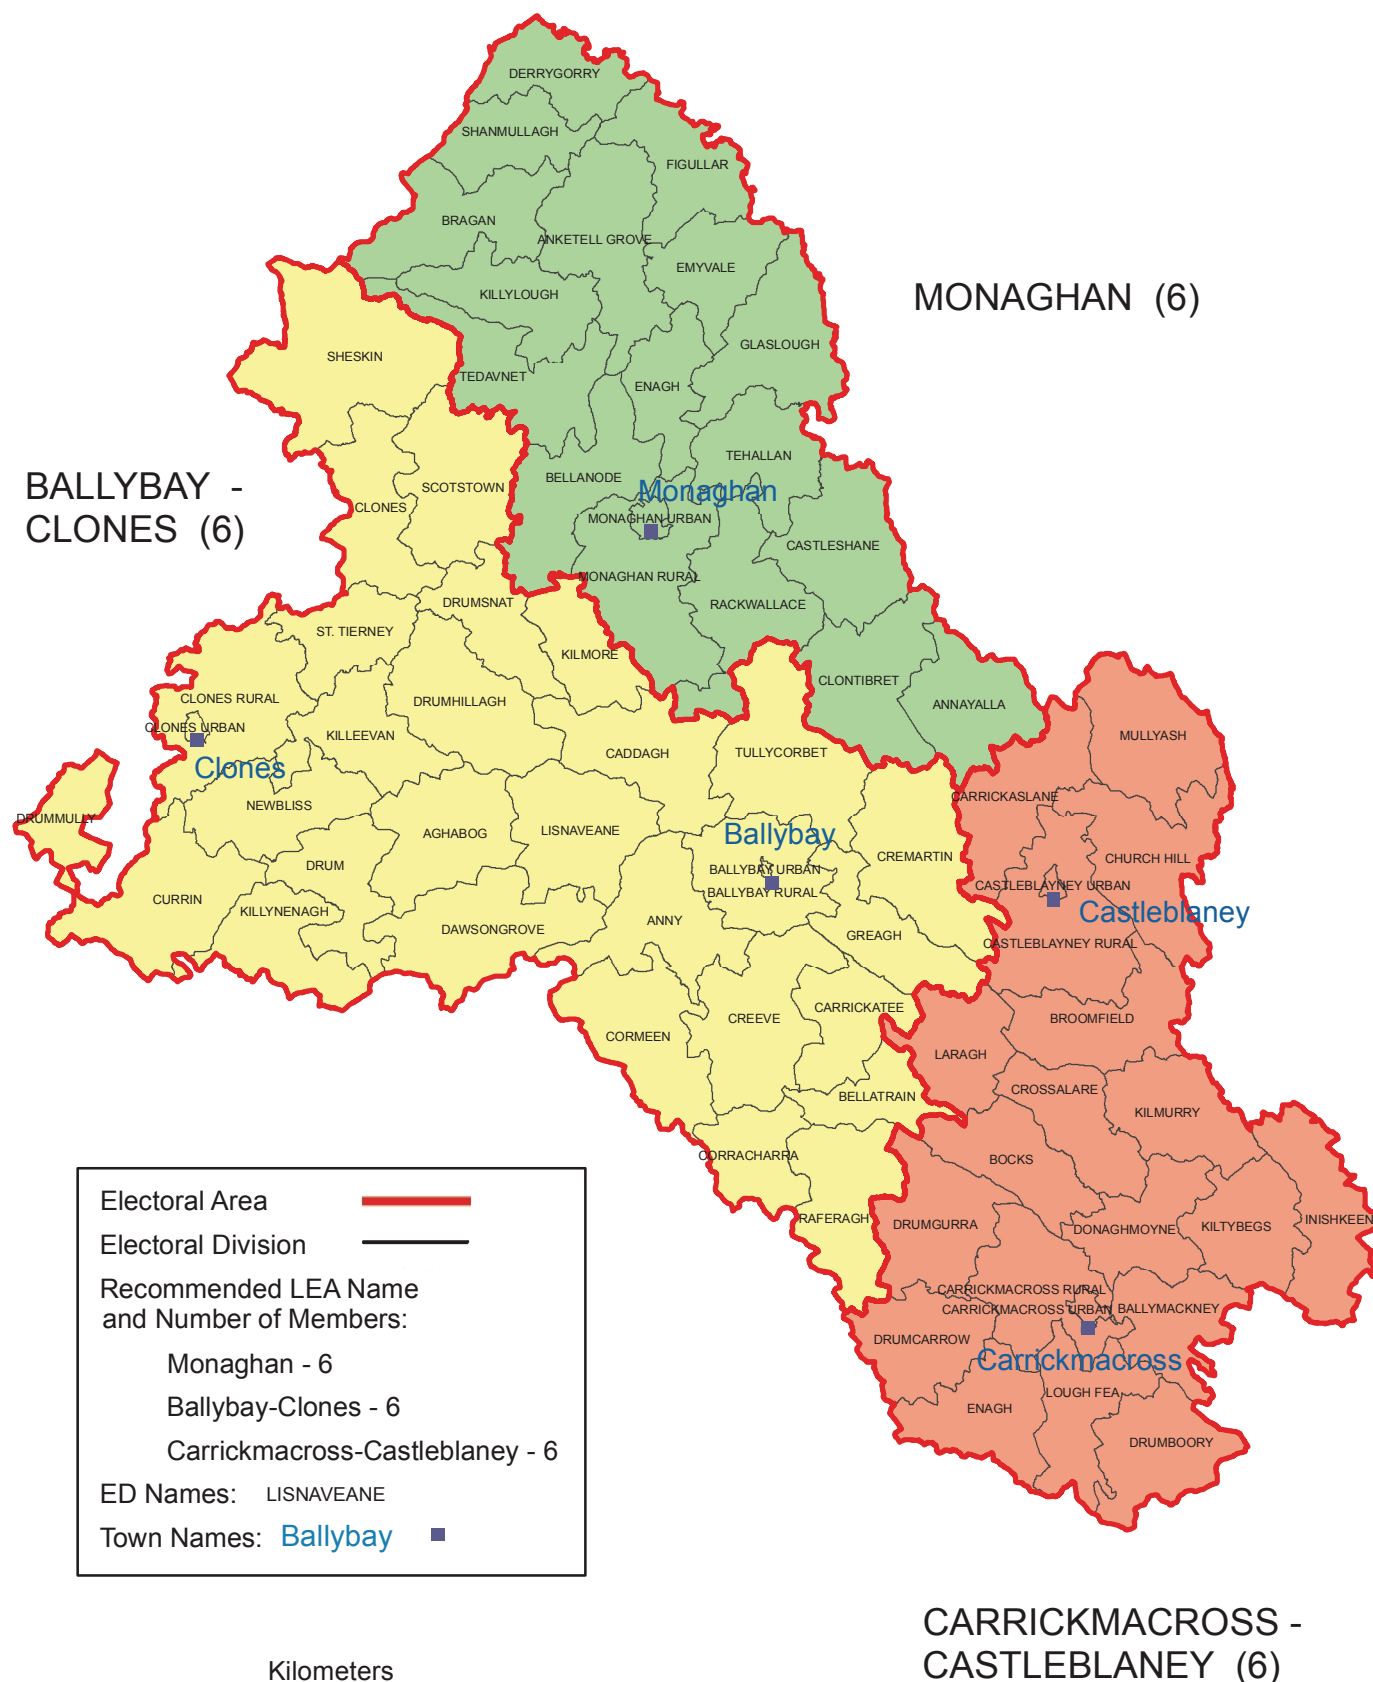 DERRYGORRY
SHANMULLAGH
FIGULLAR
BRAGAN
ANKETELL GROVE
EMYVALE
KILLYLOUGH
MONAGHAN (6)
GLASLOUGH
SHESKIN
TEDAVNET
ENAGH
TEHALLAN
BELLANODE
BALLYBAY -
CLONES (6)
SCOTSTOWN
Monaghan
CLONES
MONAGHAN URBAN
CASTLESHANE
MONAGHAN RURAL
DRUMSNAT
RACKWALLACE
ST. TIERNEY
KILMORE
CLONTIBRET
CLONES RURAL
DRUMHILLAGH
ANNAYALLA
CLONES URBAN
KILLEEVAN
MULLYASH
CADDAGH
TULLYCORBET
Clones
CARRICKASLANE
NEWBLISS
DRUMMULLY
AGHABOG
LISNAVEANE
Ballybay
DRUM
CREMARTIN
CHURCH HILL
BALLYBAY URBAN
CASTLEBLAYNEY URBAN
BALLYBAY RURAL
CURRIN
KILLYNENAGH
Castleblaney
ANNY
DAWSONGROVE
GREAGH
CASTLEBLAYNEY RURAL
CARRICKATEE
CREEVE
BROOMFIELD
CORMEEN
LARAGH
CROSSALARE
BELLATRAIN
KILMURRY
CORRACHARRA
BOCKS
RAFERAGH
DRUMGURRA
DONAGHMOYNE
KILTYBEGS
INISHKEEN
CARRICKMACROSS RURAL
CARRICKMACROSS URBAN
BALLYMACKNEY
DRUMCARROW
Carrickmacross
LOUGH FEA
ENAGH
DRUMBOORY
Electoral Area
Electoral Division
Recommended LEA Name
and Number of Members:
Monaghan - 6
Ballybay-Clones - 6
Carrickmacross-Castleblaney - 6
ED Names: LISNAVEANE
Town Names: Ballybay
CARRICKMACROSS -
CASTLEBLANEY (6)
Kilometers